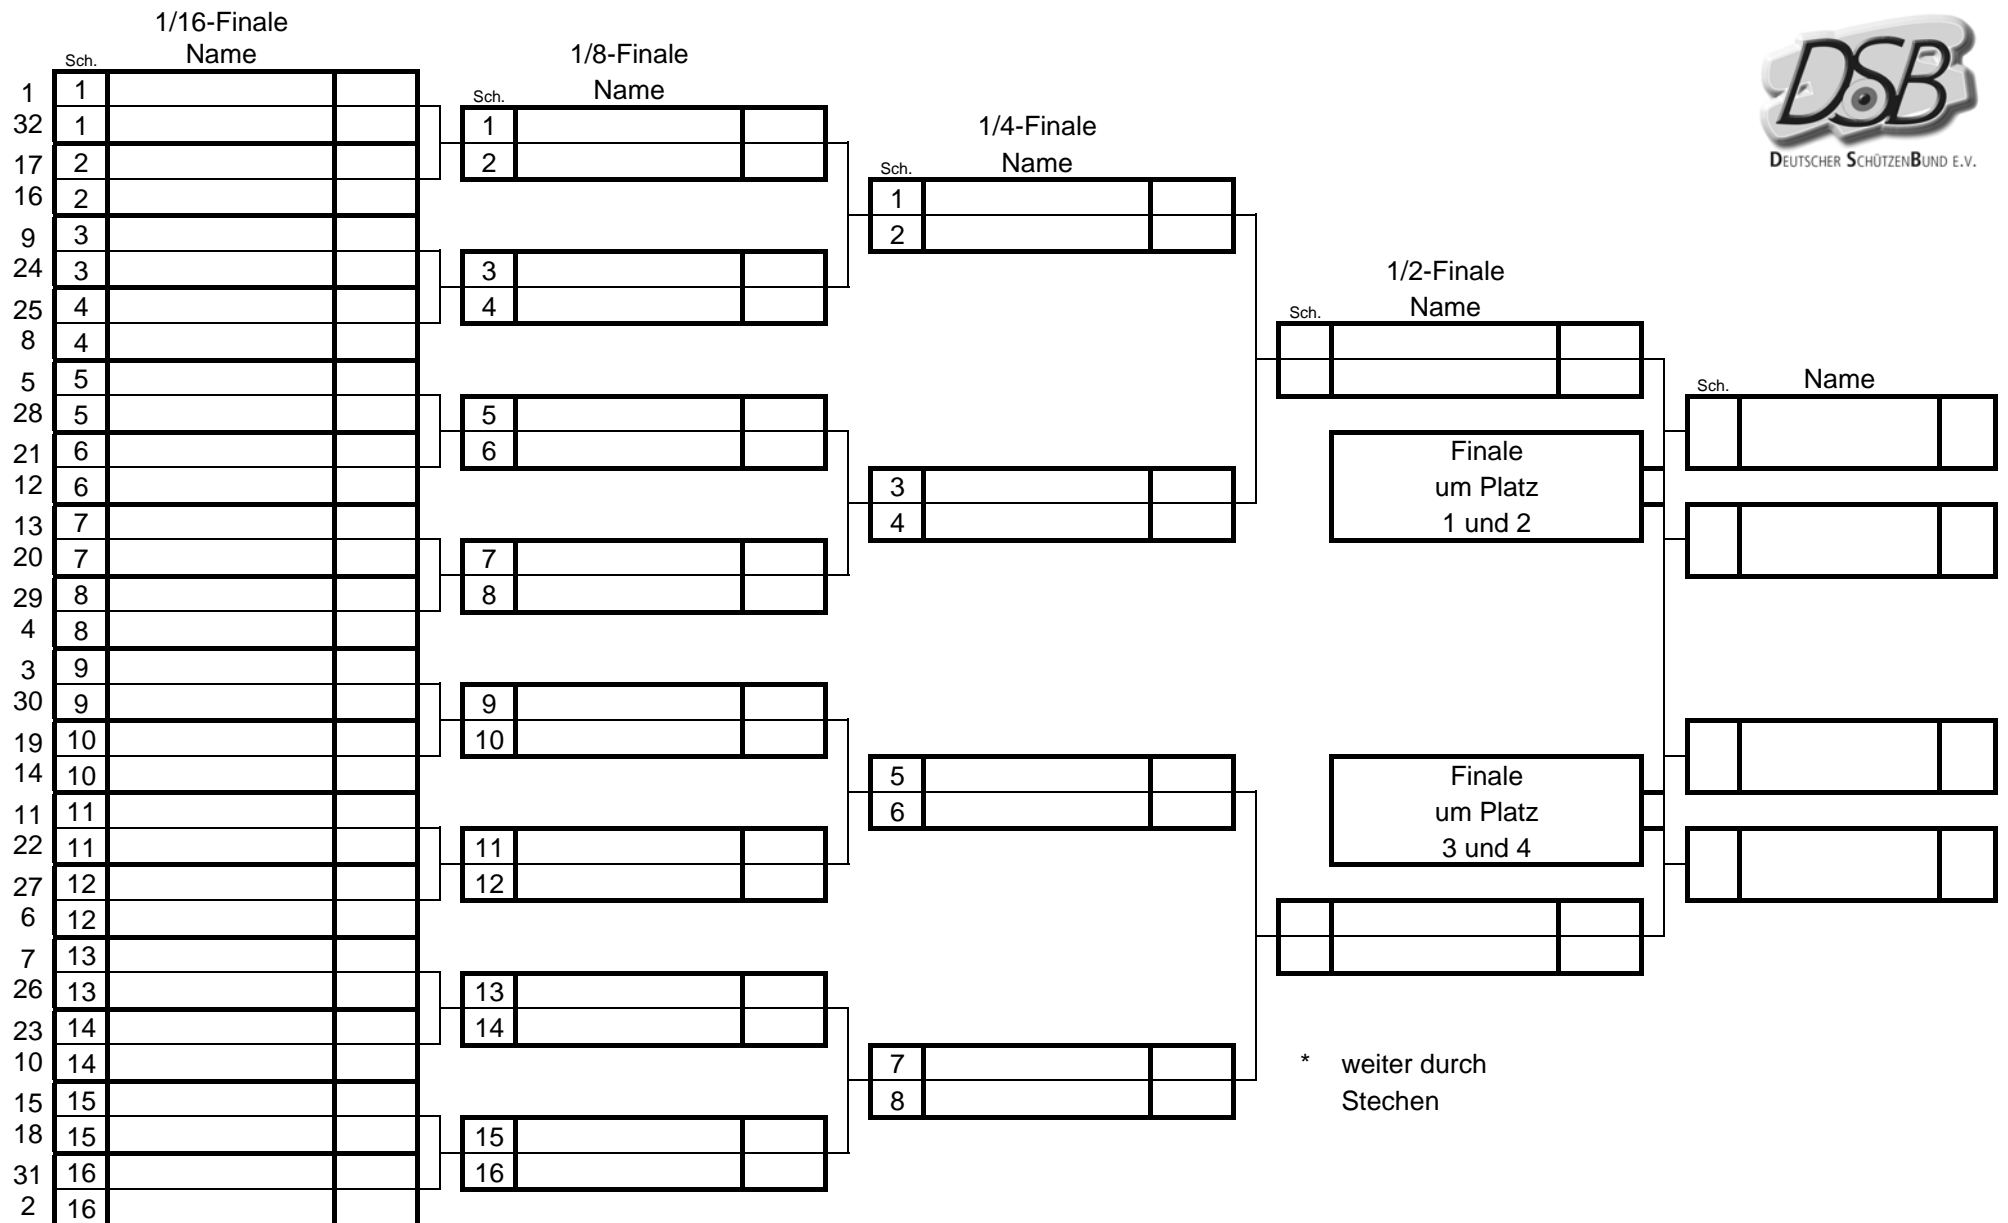 1/16-Finale
Sch. Name
1 1
32 1
17 2
16 2
9 3
24 3
25 4
8 4
5 5
28 5
21 6
12 6
13 7
20 7
29 8
4 8
3 9
30 9
19 10
14 10
11 11
22 11
27 12
6 12
7 13
26 13
23 14
10 14
15 15
18 15
31 16
2 16
1/8-Finale
Sch. Name
1
2
3
4
5
6
7
8
9
10
11
12
13
14
15
16
1/4-Finale
Sch. Name
1
2
3
4
5
6
7
8
1/2-Finale
Sch. Name
Finale
um Platz
1 und 2
Finale
um Platz
3 und 4
* weiter durch
Stechen
Sch. Name
DSB
DEUTSCHER SCHÜTZENBUND E.V.